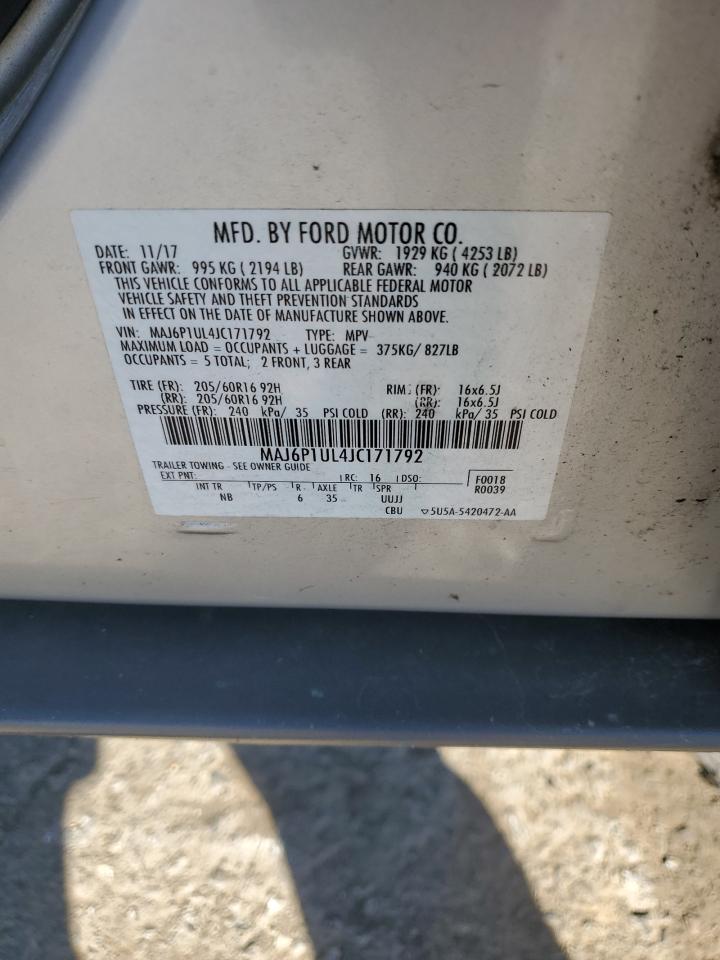 MFD. BY FORD MOTOR CO.
DATE: 11/17 GVWR: 1929 KG ( 4253 LB)
FRONT GAWR: 995 KG ( 2194 LB) REAR GAWR: 940 KG ( 2072 LB)
THIS VEHICLE CONFORMS TO ALL APPLICABLE FEDERAL MOTOR
VEHICLE SAFETY AND THEFT PREVENTION STANDARDS
IN EFFECT ON THE DATE OF MANUFACTURE SHOWN ABOVE.
VIN: MAJ6P1UL4JC171792 TYPE: MPV
MAXIMUM LOAD = OCCUPANTS + LUGGAGE = 375KG/ 827LB
OCCUPANTS = 5 TOTAL; 2 FRONT, 3 REAR
TIRE (FR): 205/60R16 92H RIM: (FR): 16x6.5J
(RR): 205/60R16 92H (RR): 16x6.5J
PRESSURE (FR): 240 kPa/ 35 PSI COLD (RR): 240 kPa/ 35 PSI COLD
MAJ6P1UL4JC171792
TRAILER TOWING - SEE OWNER GUIDE
EXT PNT: RC: 16 DSO: F0018
R0039
INT TR TP/PS R AXLE TR SPR
NB 6 35 UUJJ
CBU 5U5A-5420472-AA